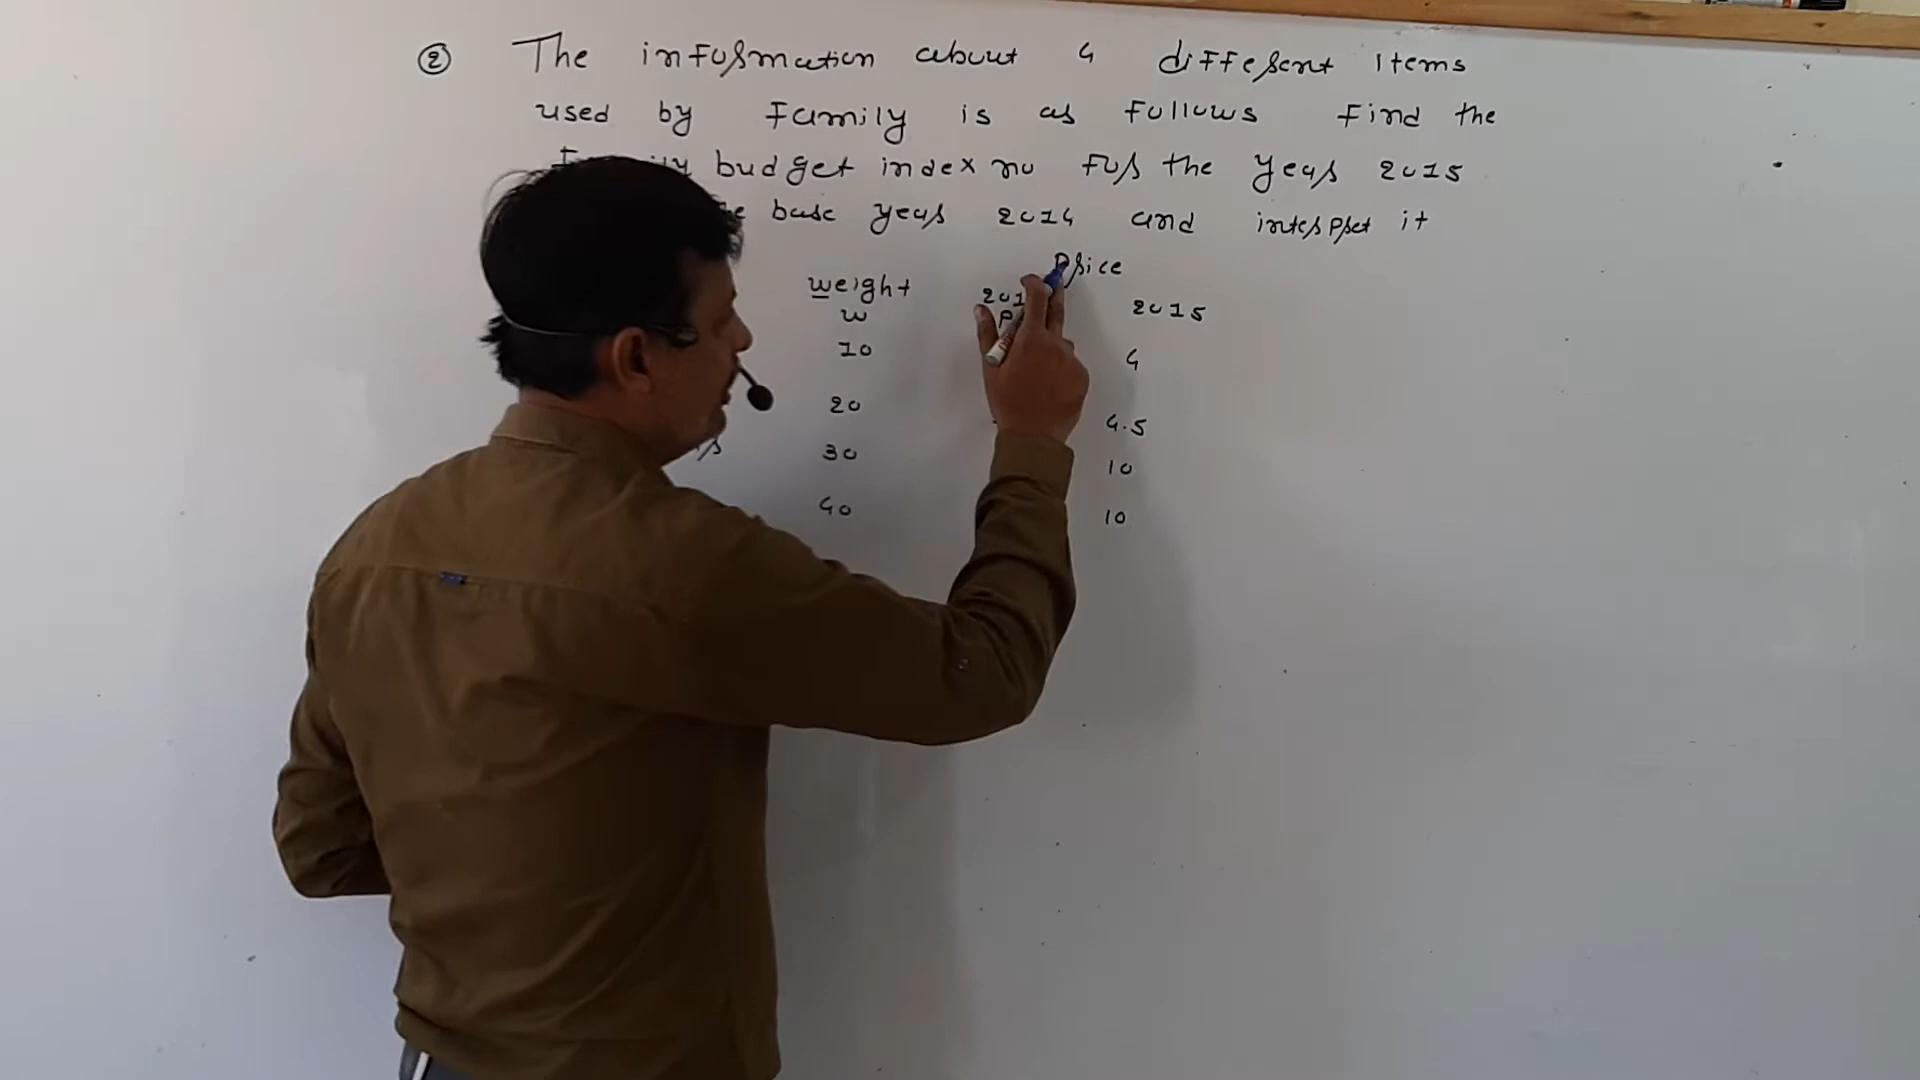 ② The information about 4 different items
used by Family is as follows Find the
budget index no for the year 2015
base year 2014 and interpret it
Price
weight 2015
w P
10 4
20 4.5
30 10
40 10